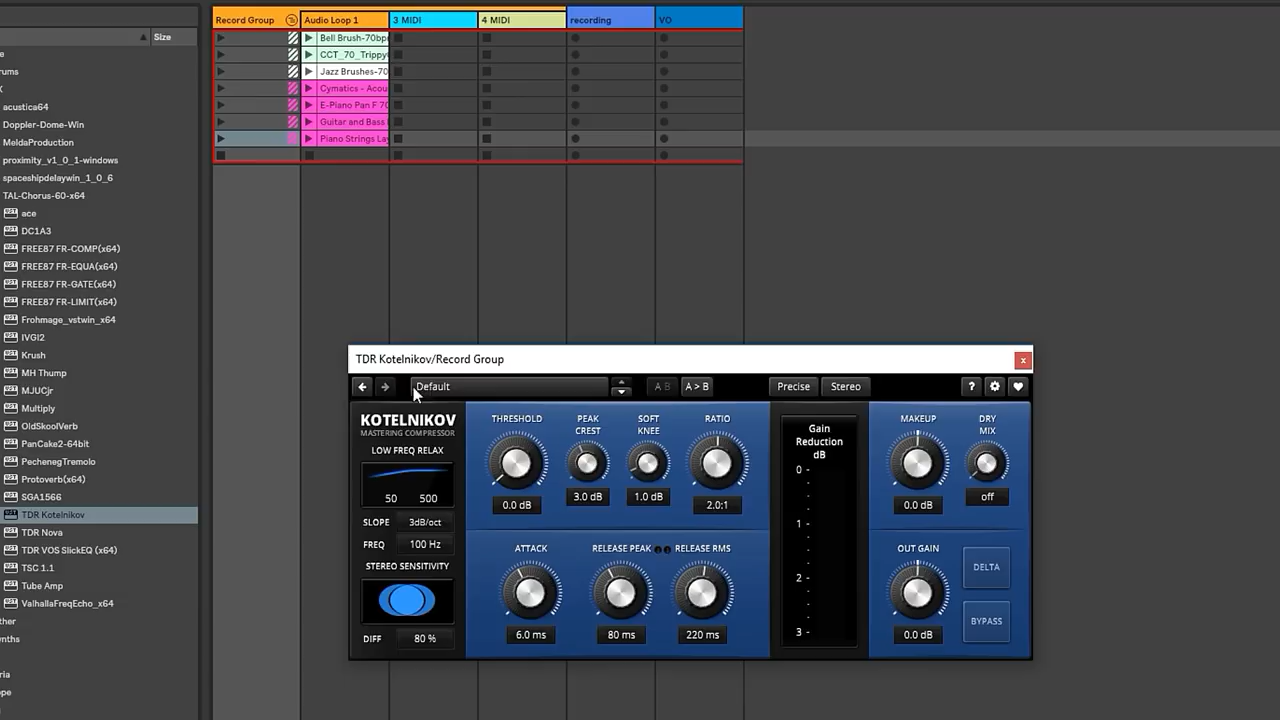 Size
Record Group
Audio Loop 1
3 MIDI
4 MIDI
recording
VO
Bell Brush-70bp
CCT_70_Trippy
Jazz Brushes-70
Cymatics - Acou
E-Piano Pan F 70
Guitar and Bass
Piano Strings Lay
e
rums
X
acustica64
Doppler-Dome-Win
MeldaProduction
proximity_v1_0_1-windows
spaceshipdelaywin_1_0_6
TAL-Chorus-60-x64
ace
DC1A3
FREE87 FR-COMP(x64)
FREE87 FR-EQUA(x64)
FREE87 FR-GATE(x64)
FREE87 FR-LIMIT(x64)
Frohmage_vstwin_x64
IVGI2
Krush
MH Thump
MJUCjr
Multiply
OldSkoolVerb
PanCake2-64bit
PechenegTremolo
Protoverb(x64)
SGA1566
TDR Kotelnikov
TDR Nova
TDR VOS SlickEQ (x64)
TSC 1.1
Tube Amp
ValhallaFreqEcho_x64
ther
ynths
ria
ppe
s
TDR Kotelnikov/Record Group
x
Default
A B
A > B
Precise
Stereo
?
KOTELNIKOV
MASTERING COMPRESSOR
LOW FREQ RELAX
50 500
SLOPE 3dB/oct
FREQ 100 Hz
STEREO SENSITIVITY
DIFF 80 %
THRESHOLD
0.0 dB
PEAK CREST
3.0 dB
SOFT KNEE
1.0 dB
RATIO
2.0:1
ATTACK
6.0 ms
RELEASE PEAK
80 ms
RELEASE RMS
220 ms
Gain
Reduction
dB
0 -
1 -
2 -
3 -
MAKEUP
0.0 dB
DRY MIX
off
OUT GAIN
0.0 dB
DELTA
BYPASS